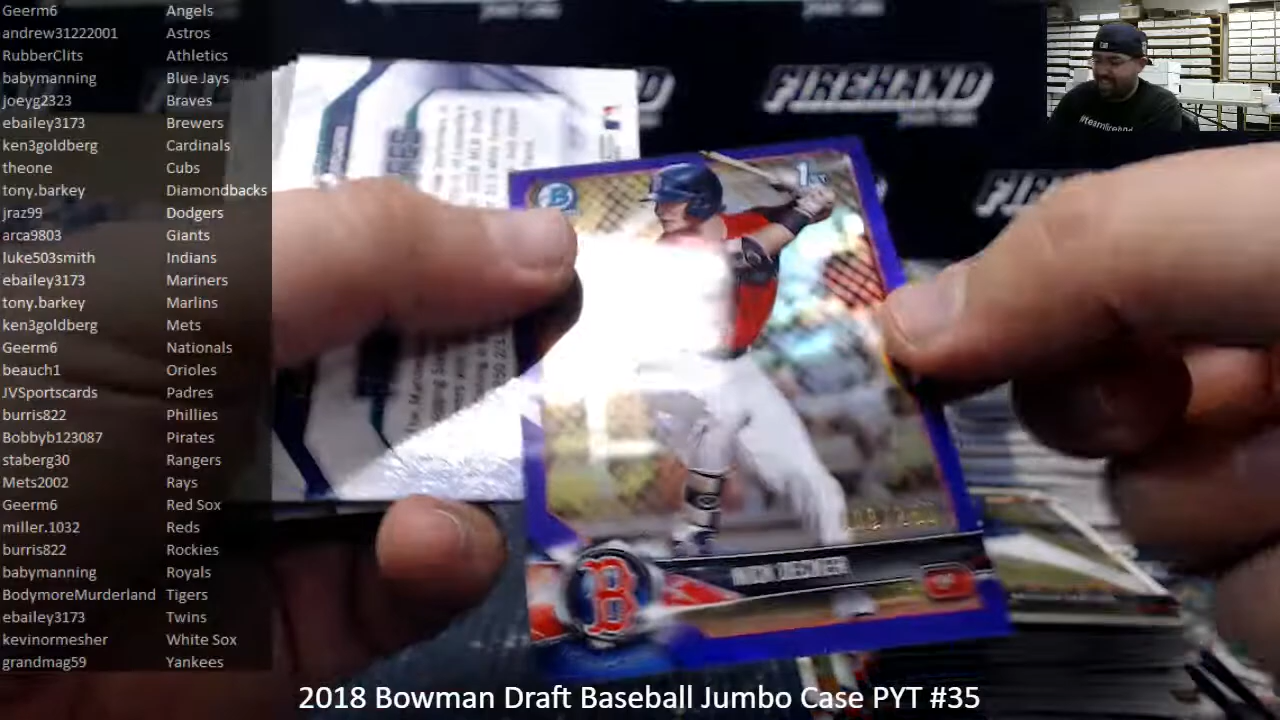 Geerm6 Angels
andrew31222001 Astros
RubberClits Athletics
babymanning Blue Jays
joeyg2323 Braves
ebailey3173 Brewers
ken3goldberg Cardinals
theone Cubs
tony.barkey Diamondbacks
jraz99 Dodgers
arca9803 Giants
luke503smith Indians
ebailey3173 Mariners
tony.barkey Marlins
ken3goldberg Mets
Geerm6 Nationals
beauch1 Orioles
JVSportscards Padres
burris822 Phillies
Bobbyb123087 Pirates
staberg30 Rangers
Mets2002 Rays
Geerm6 Red Sox
miller.1032 Reds
burris822 Rockies
babymanning Royals
BodymoreMurderland Tigers
ebailey3173 Twins
kevinormesher White Sox
grandmag59 Yankees
FIREHAND
B
1st
B
2018 Bowman Draft Baseball Jumbo Case PYT #35